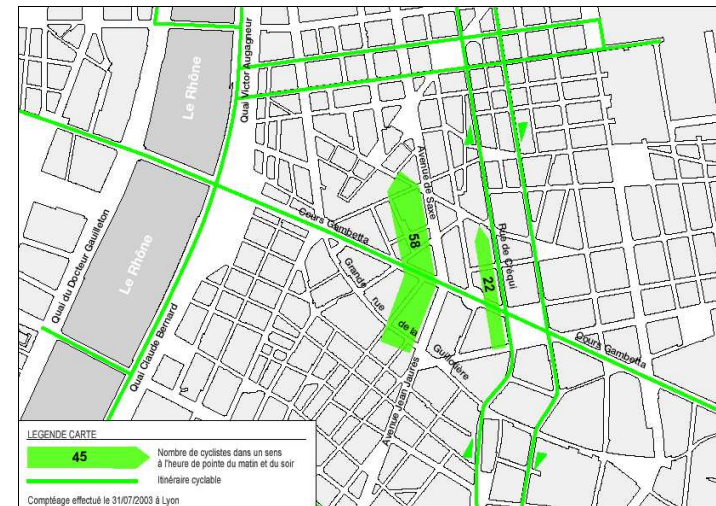 Le Rhône
Quai Victor Augagneur
Avenue de Saxe
Cours Gambetta
58
Rue de Créqui
22
Quai du Docteur Gailleton
Le Rhône
Grande rue de la Guillotière
Quai Claude Bernard
Cours Gambetta
Avenue Jean Jaurès
LEGENDE CARTE
45
Nombre de cyclistes dans un sens
à l'heure de pointe du matin et du soir
Itinéraire cyclable
Comptéage effectué le 31/07/2003 à Lyon